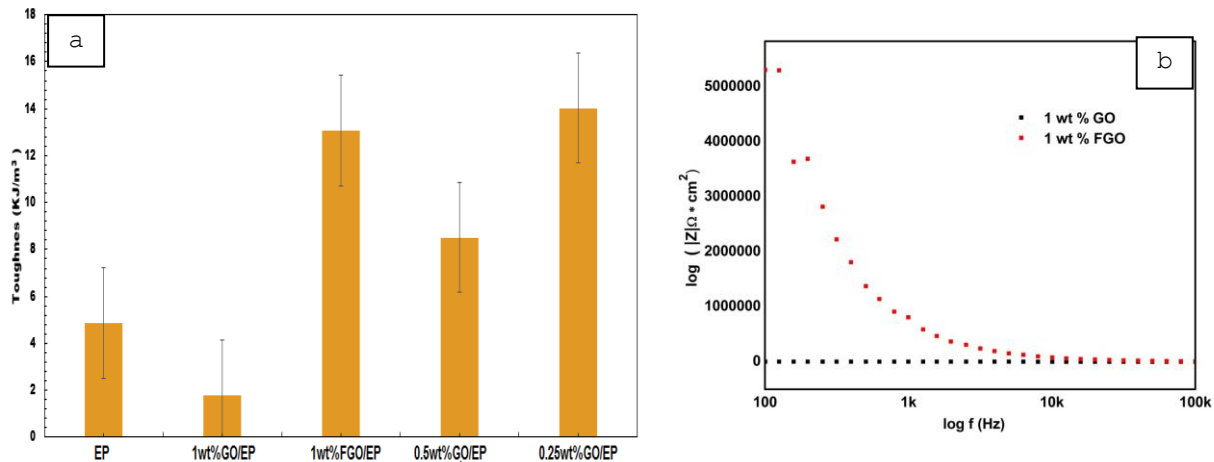 a
Toughnes (KJ/m³)
18
16
14
12
10
8
6
4
2
0
EP
1wt%GO/EP
1wt%FGO/EP
0.5wt%GO/EP
0.25wt%GO/EP
b
log ( |Z|Ω * cm²)
5000000
4000000
3000000
2000000
1000000
0
1 wt % GO
1 wt % FGO
100
1k
10k
100k
log f (Hz)